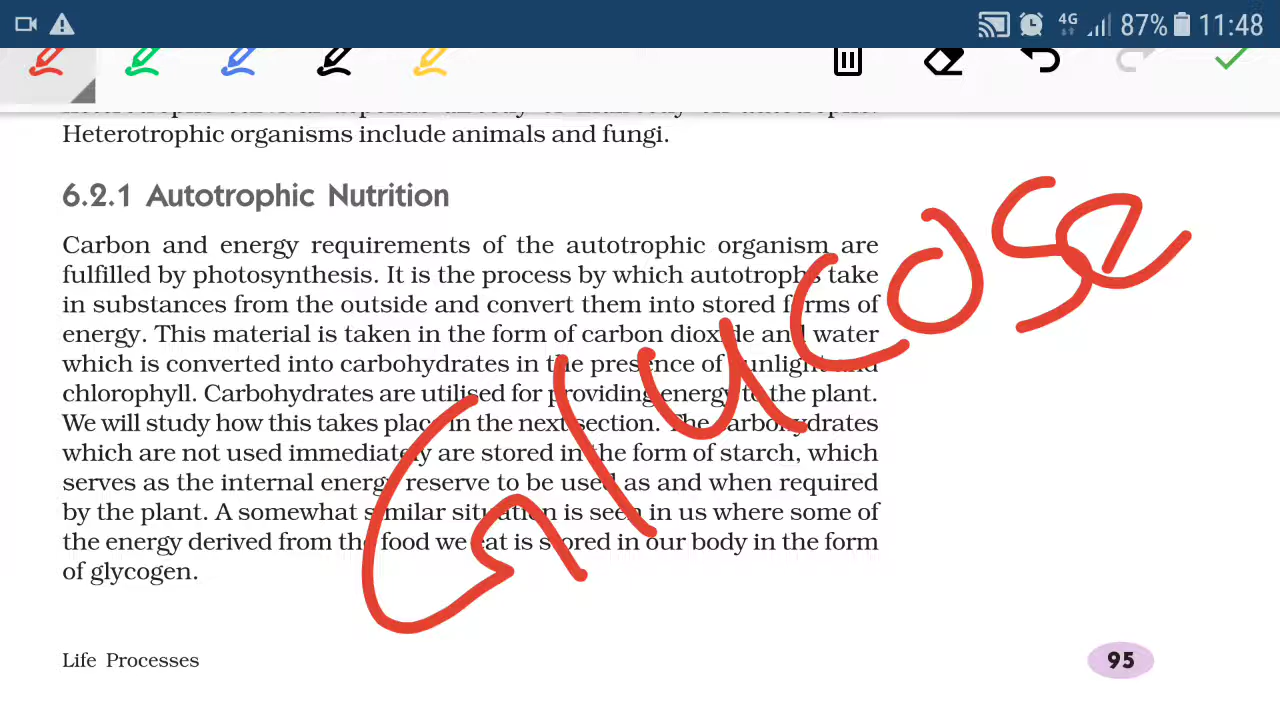 4G 87% 11:48
Heterotrophic organisms include animals and fungi.
6.2.1 Autotrophic Nutrition
Carbon and energy requirements of the autotrophic organism are
fulfilled by photosynthesis. It is the process by which autotrophs take
in substances from the outside and convert them into stored forms of
energy. This material is taken in the form of carbon dioxide and water
which is converted into carbohydrates in the presence of sunlight and
chlorophyll. Carbohydrates are utilised for providing energy to the plant.
We will study how this takes place in the next section. The carbohydrates
which are not used immediately are stored in the form of starch, which
serves as the internal energy reserve to be used as and when required
by the plant. A somewhat similar situation is seen in us where some of
the energy derived from the food we eat is stored in our body in the form
of glycogen.
Glucose
Life Processes
95